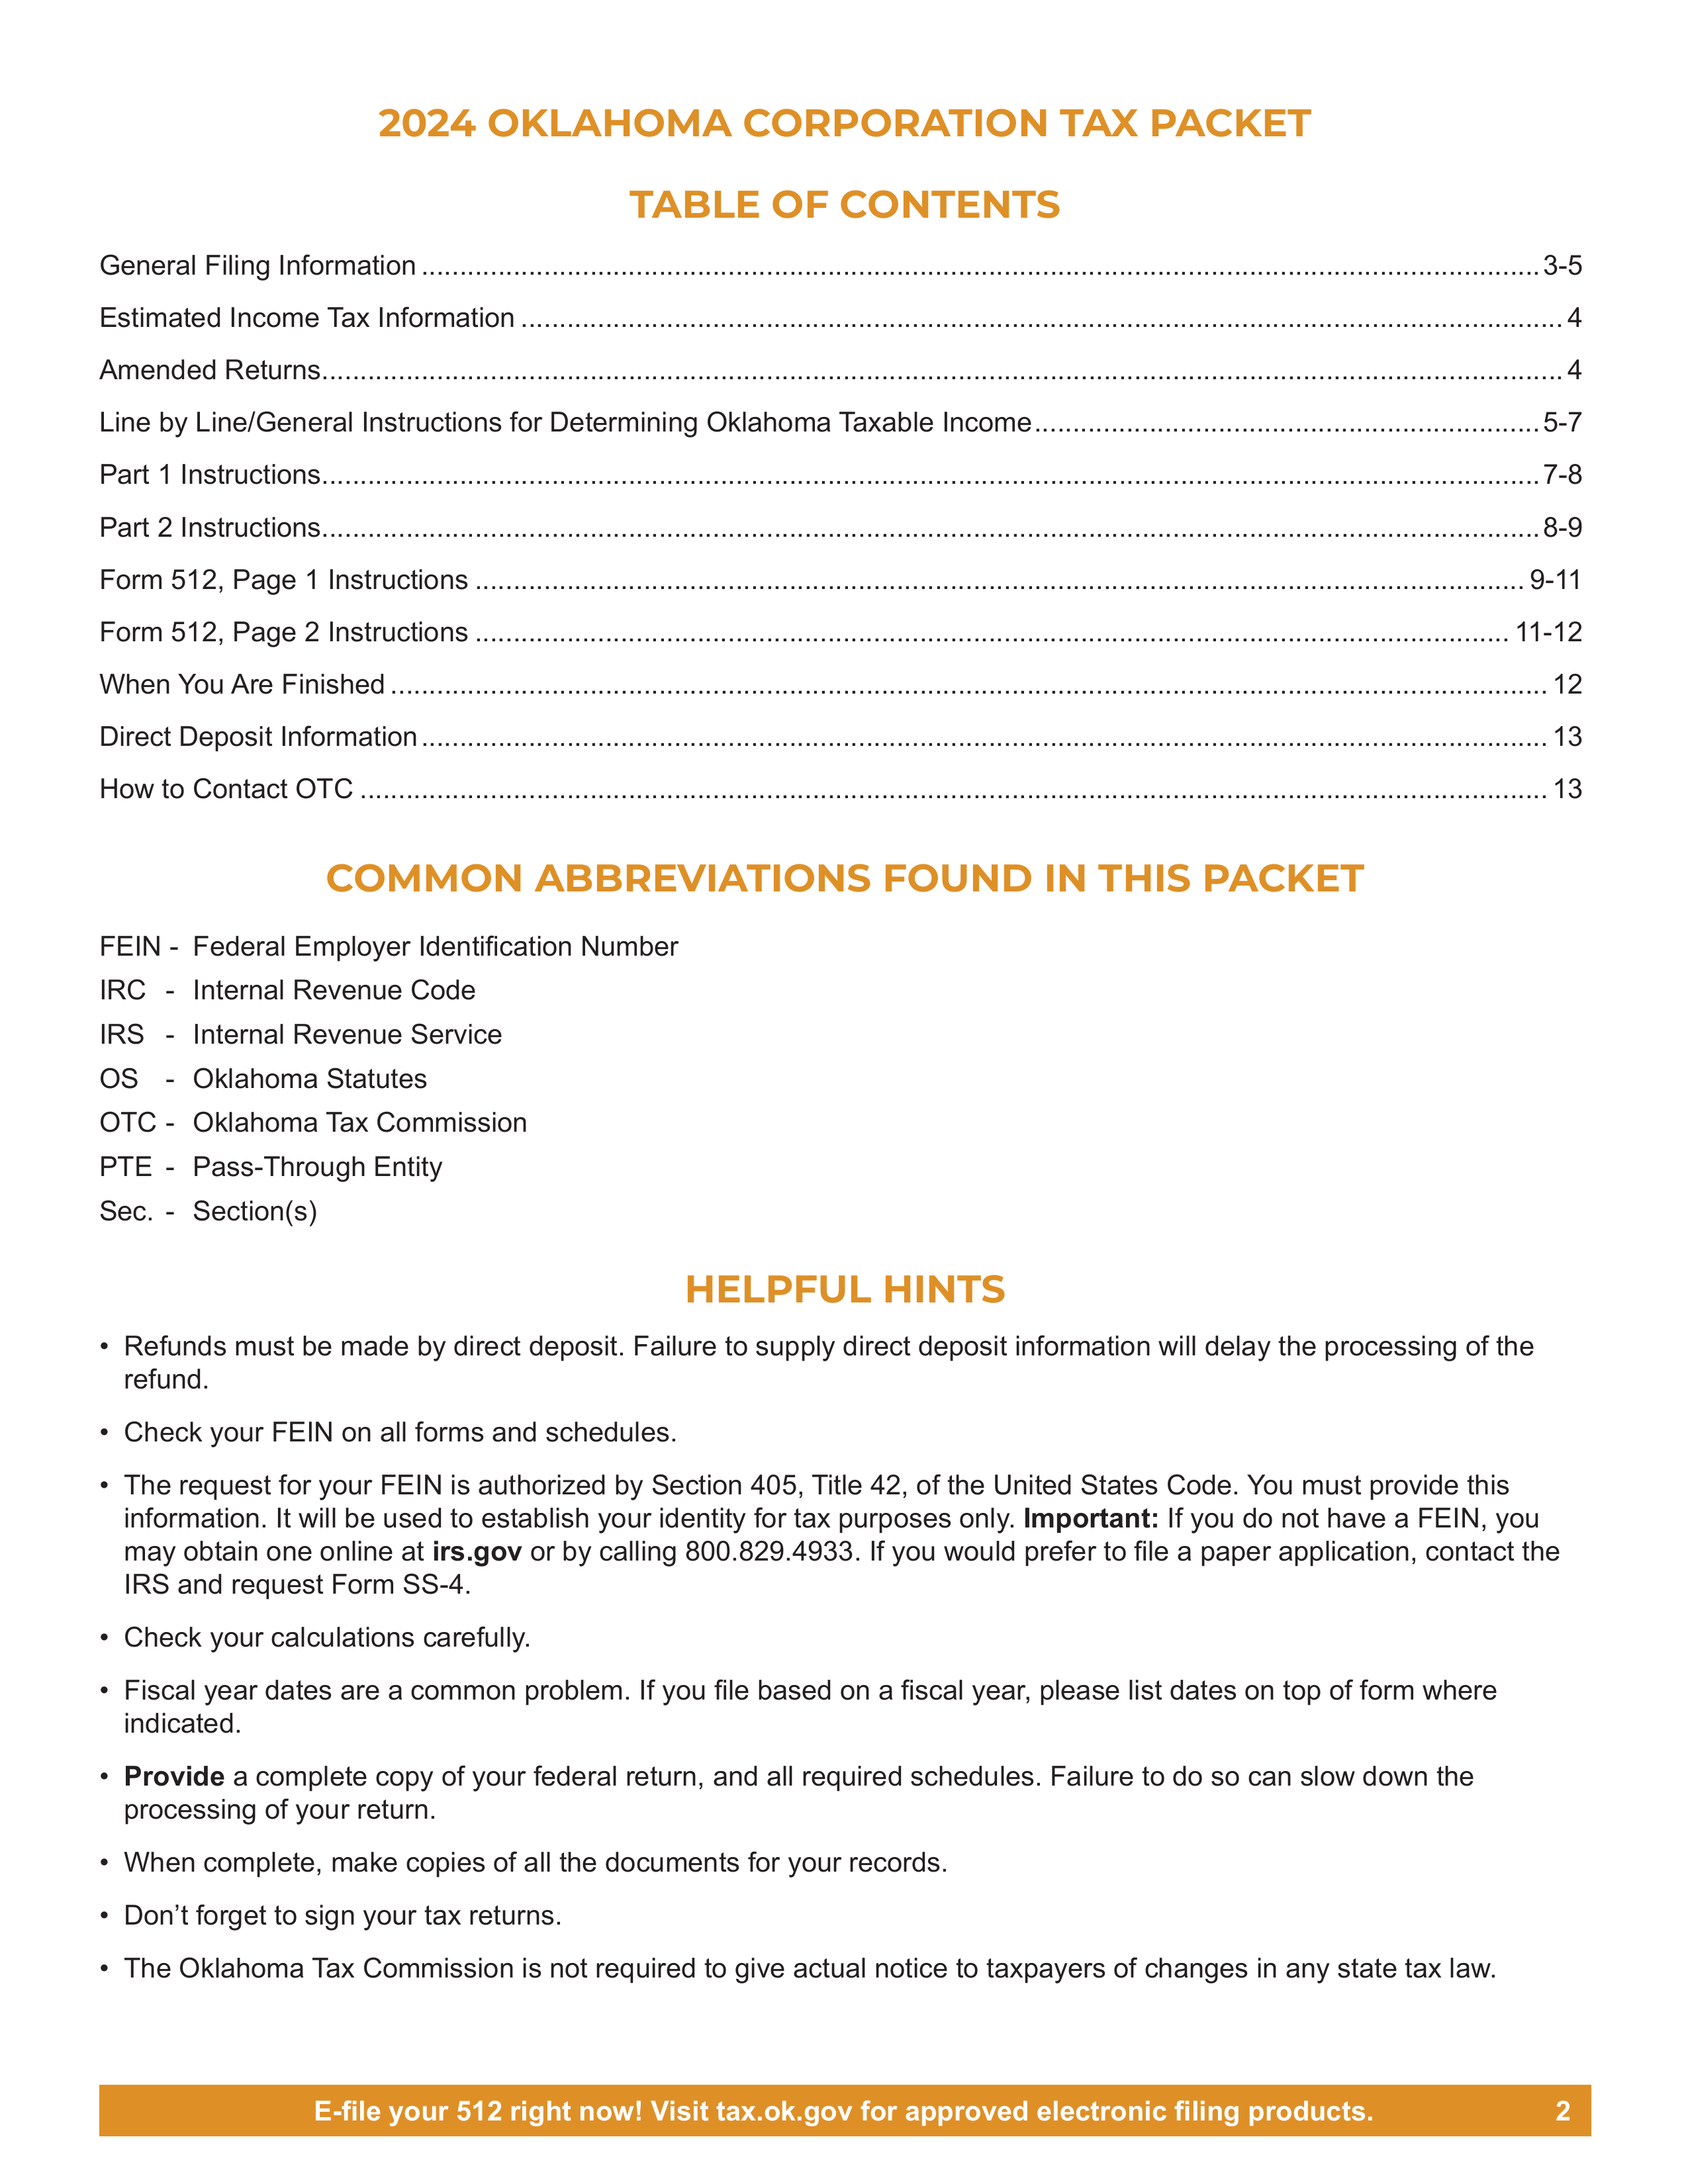 2024 OKLAHOMA CORPORATION TAX PACKET
TABLE OF CONTENTS
General Filing Information ................................................................ 3-5
Estimated Income Tax Information ................................................................ 4
Amended Returns ................................................................ 4
Line by Line/General Instructions for Determining Oklahoma Taxable Income ................................................................ 5-7
Part 1 Instructions ................................................................ 7-8
Part 2 Instructions ................................................................ 8-9
Form 512, Page 1 Instructions ................................................................ 9-11
Form 512, Page 2 Instructions ................................................................ 11-12
When You Are Finished ................................................................ 12
Direct Deposit Information ................................................................ 13
How to Contact OTC ................................................................ 13
COMMON ABBREVIATIONS FOUND IN THIS PACKET
FEIN - Federal Employer Identification Number
IRC - Internal Revenue Code
IRS - Internal Revenue Service
OS - Oklahoma Statutes
OTC - Oklahoma Tax Commission
PTE - Pass-Through Entity
Sec. - Section(s)
HELPFUL HINTS
• Refunds must be made by direct deposit. Failure to supply direct deposit information will delay the processing of the
refund.
• Check your FEIN on all forms and schedules.
• The request for your FEIN is authorized by Section 405, Title 42, of the United States Code. You must provide this
information. It will be used to establish your identity for tax purposes only. Important: If you do not have a FEIN, you
may obtain one online at irs.gov or by calling 800.829.4933. If you would prefer to file a paper application, contact the
IRS and request Form SS-4.
• Check your calculations carefully.
• Fiscal year dates are a common problem. If you file based on a fiscal year, please list dates on top of form where
indicated.
• Provide a complete copy of your federal return, and all required schedules. Failure to do so can slow down the
processing of your return.
• When complete, make copies of all the documents for your records.
• Don’t forget to sign your tax returns.
• The Oklahoma Tax Commission is not required to give actual notice to taxpayers of changes in any state tax law.
E-file your 512 right now! Visit tax.ok.gov for approved electronic filing products. 2